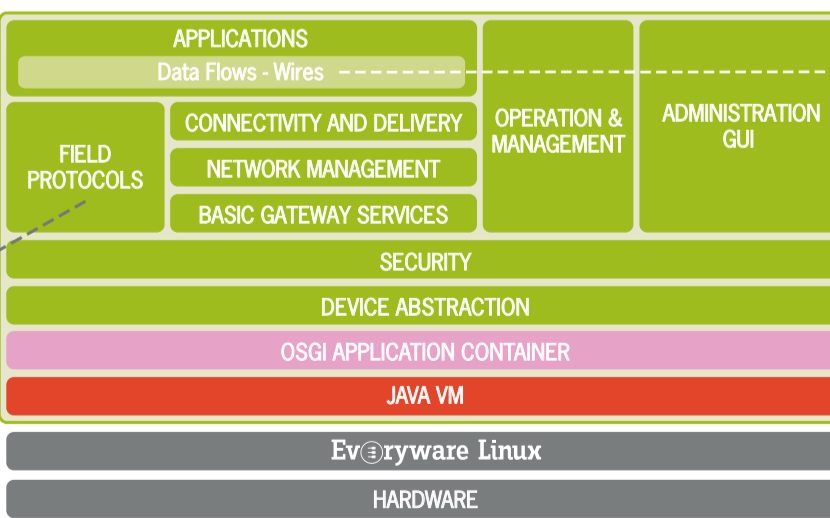 APPLICATIONS
Data Flows - Wires
FIELD
PROTOCOLS
CONNECTIVITY AND DELIVERY
NETWORK MANAGEMENT
BASIC GATEWAY SERVICES
OPERATION &
MANAGEMENT
ADMINISTRATION
GUI
SECURITY
DEVICE ABSTRACTION
OSGI APPLICATION CONTAINER
JAVA VM
Everyware Linux
HARDWARE